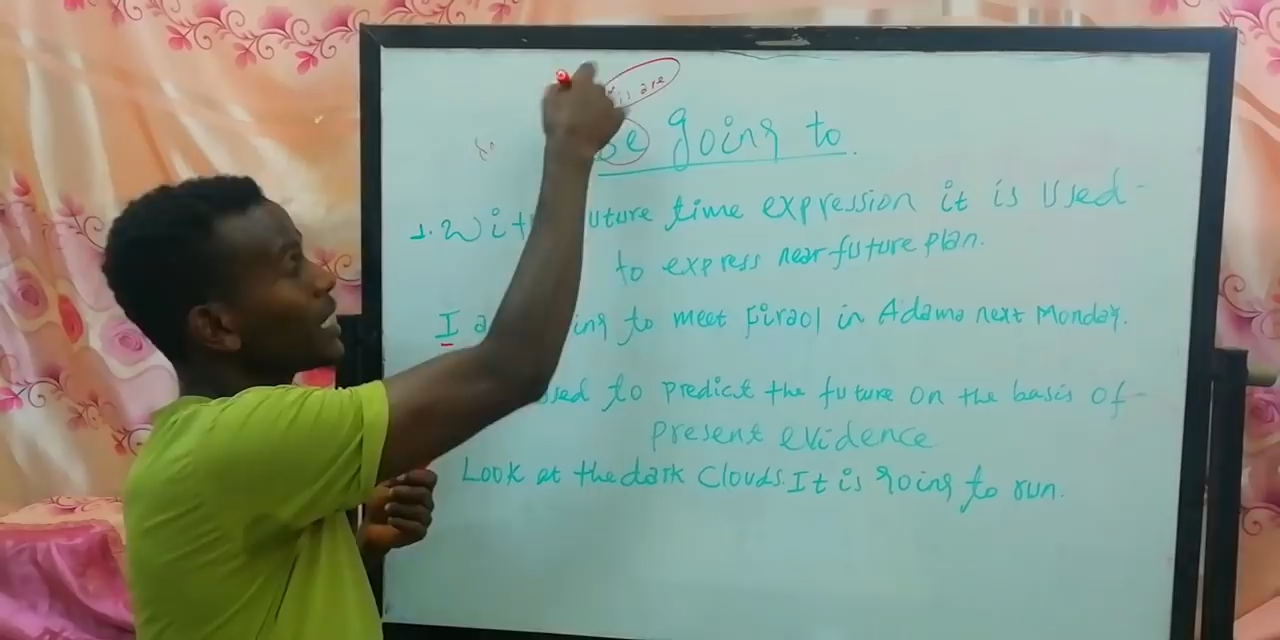 is are
be going to.
1. With future time expression it is Used
to express near future plan.
I going to meet Firaol in Adama next Monday.
used to predict the future on the basis of
present evidence
Look at the dark Clouds. It is going to run.